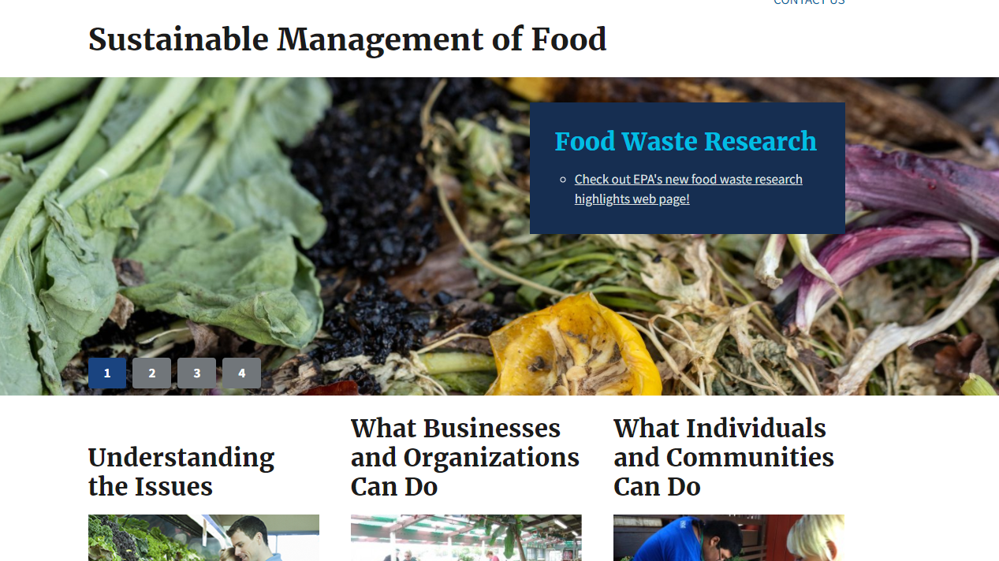 CONTACT US
Sustainable Management of Food
Food Waste Research
Check out EPA's new food waste research
highlights web page!
1 2 3 4
Understanding
the Issues
What Businesses
and Organizations
Can Do
What Individuals
and Communities
Can Do